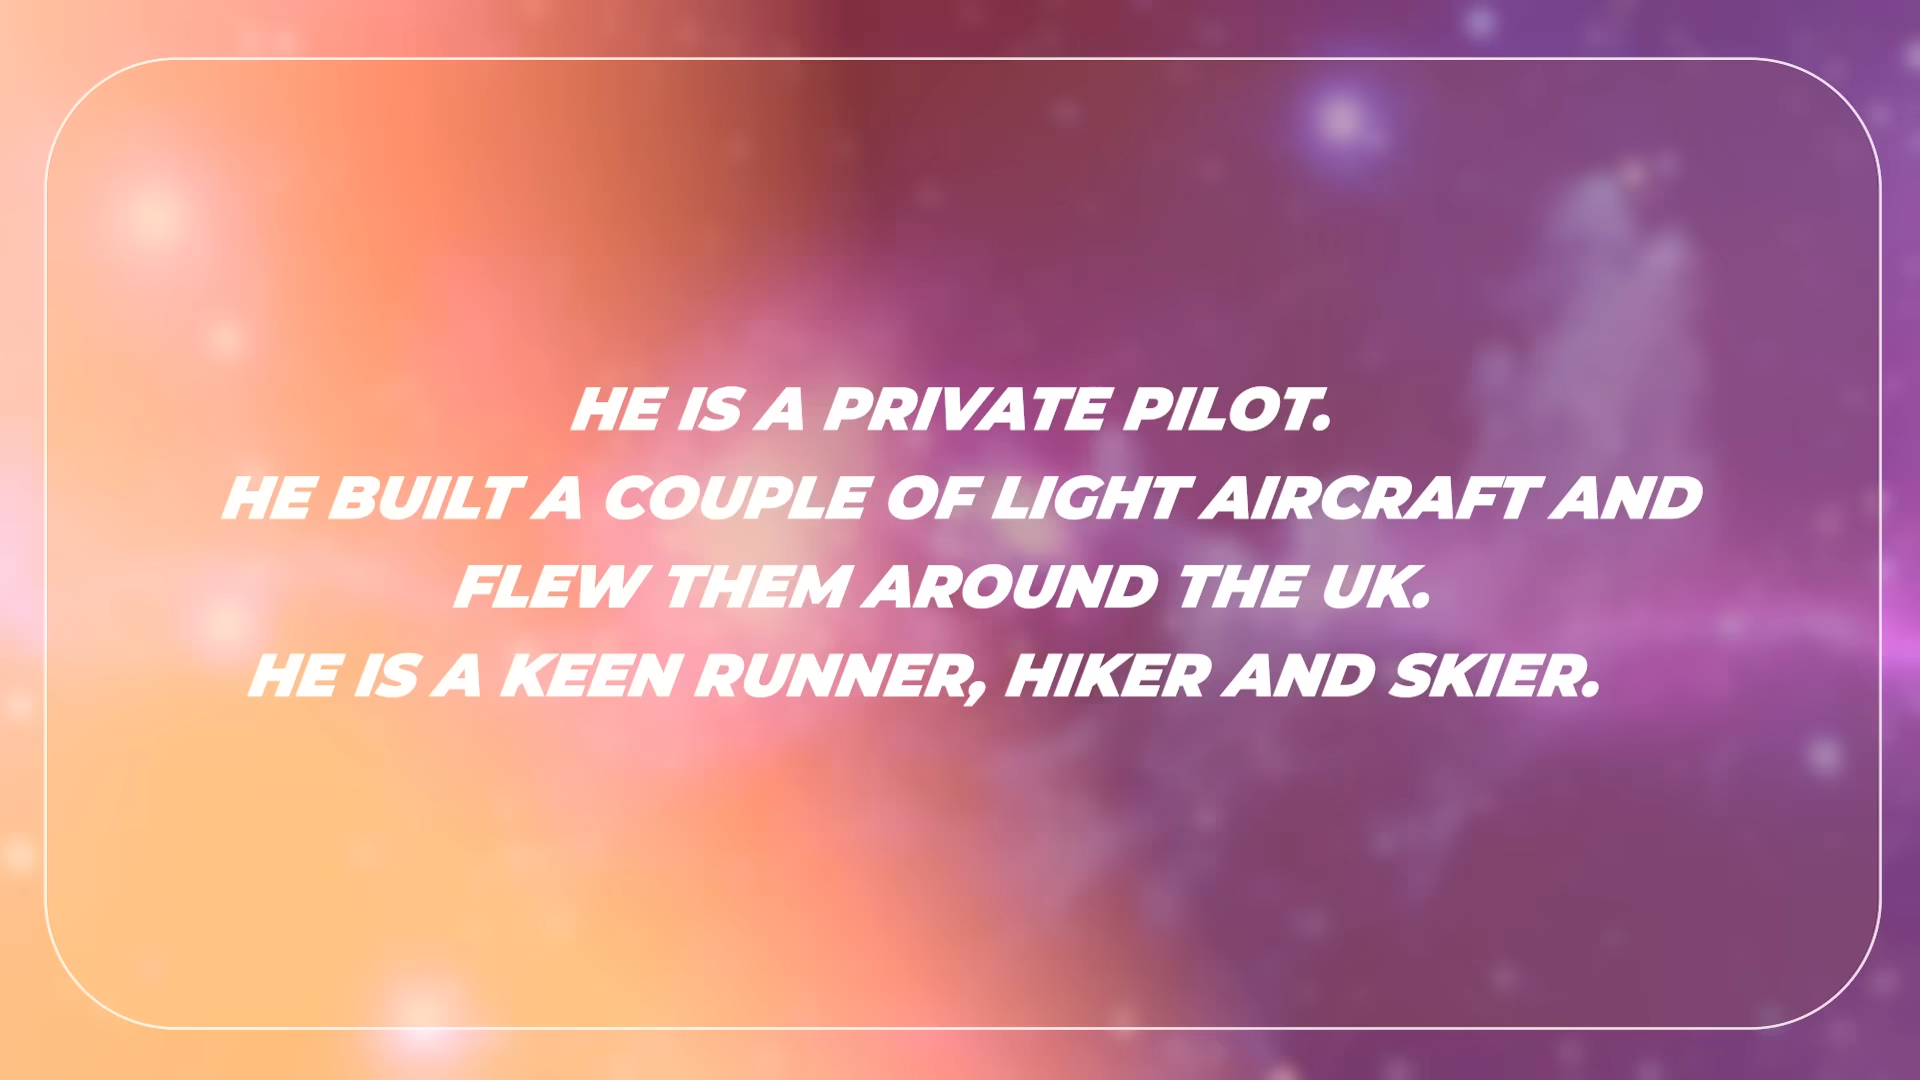 HE IS A PRIVATE PILOT.
HE BUILT A COUPLE OF LIGHT AIRCRAFT AND
FLEW THEM AROUND THE UK.
HE IS A KEEN RUNNER, HIKER AND SKIER.